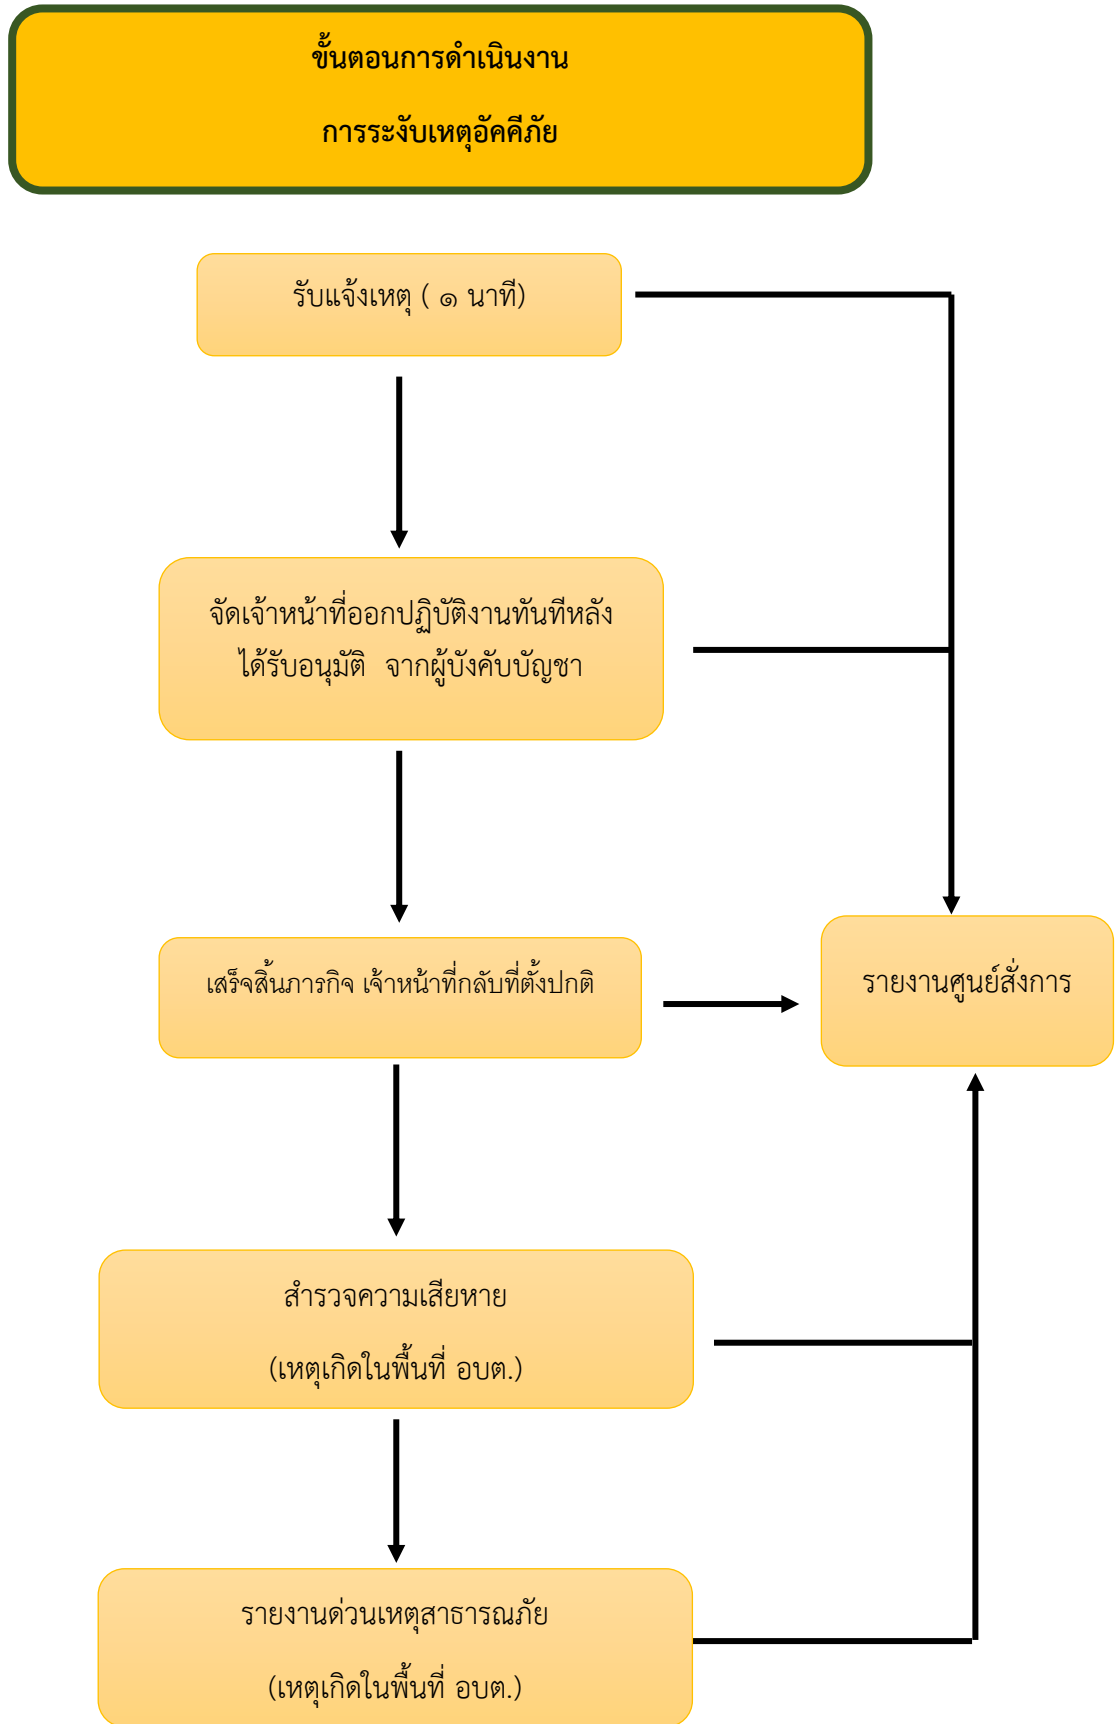 ขั้นตอนการดำเนินงาน
การระงับเหตุอัคคีภัย
รับแจ้งเหตุ ( ๑ นาที)
จัดเจ้าหน้าที่ออกปฏิบัติงานทันทีหลัง
ได้รับอนุมัติ จากผู้บังคับบัญชา
เสร็จสิ้นภารกิจ เจ้าหน้าที่กลับที่ตั้งปกติ
รายงานศูนย์สั่งการ
สำรวจความเสียหาย
(เหตุเกิดในพื้นที่ อบต.)
รายงานด่วนเหตุสาธารณภัย
(เหตุเกิดในพื้นที่ อบต.)